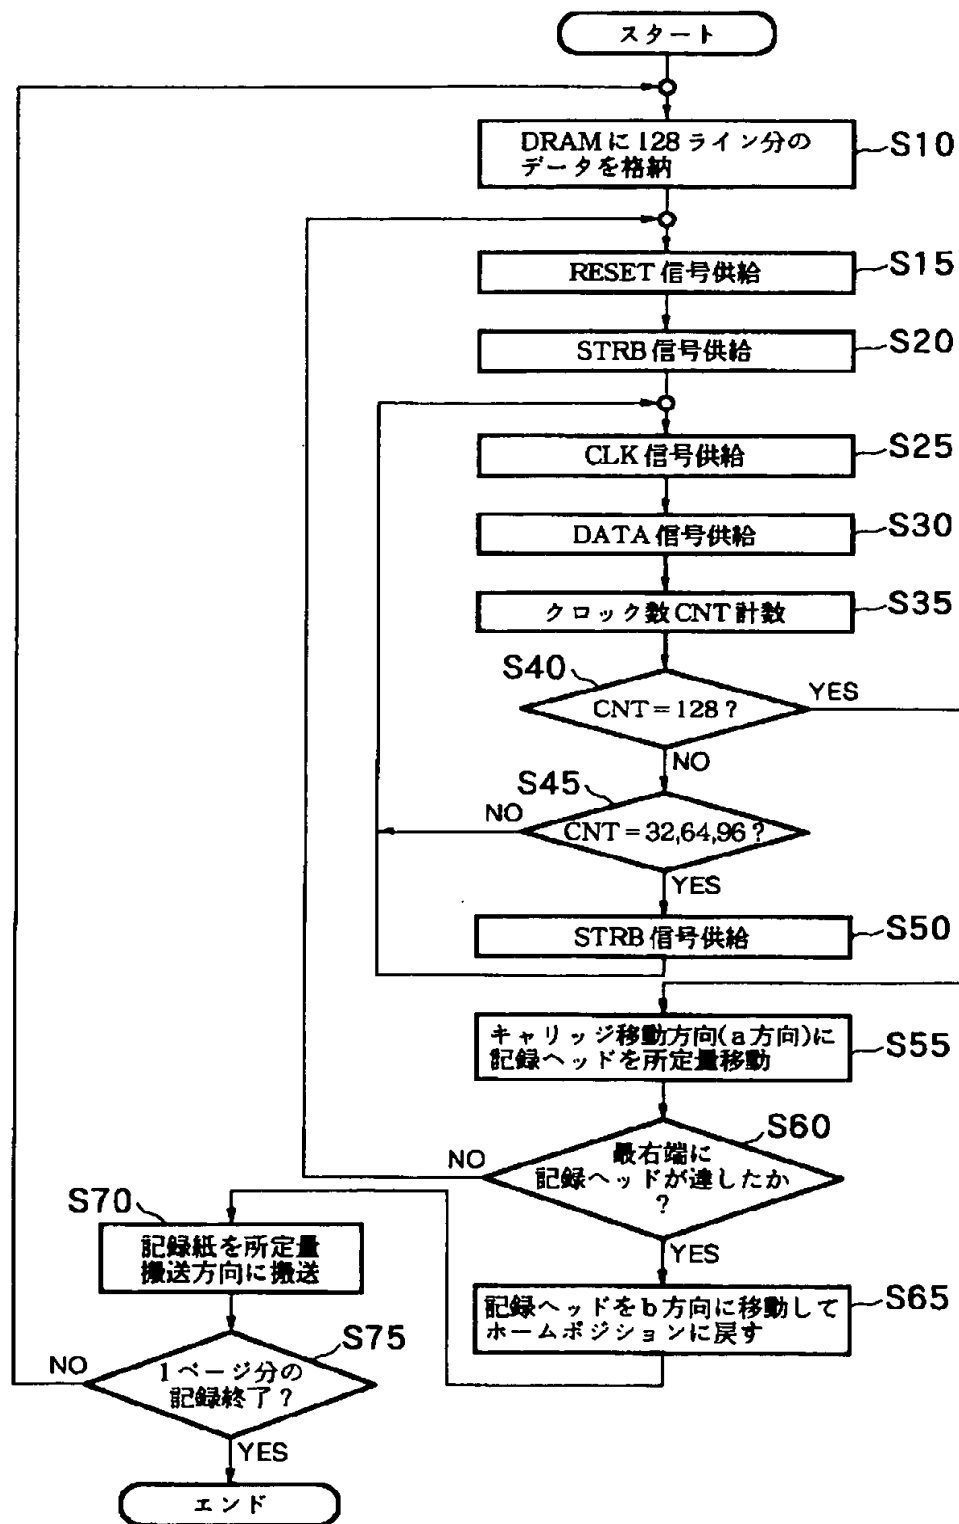 スタート
DRAMに128ライン分の
データを格納
S10
RESET信号供給
S15
STRB信号供給
S20
CLK信号供給
S25
DATA信号供給
S30
クロック数CNT計数
S35
S40
CNT=128?
YES
NO
S45
NO
CNT=32,64,96?
YES
STRB信号供給
S50
キャリッジ移動方向(a方向)に
記録ヘッドを所定量移動
S55
S60
NO
最右端に
記録ヘッドが達したか
?
YES
記録ヘッドをb方向に移動して
ホームポジションに戻す
S65
S70
記録紙を所定量
搬送方向に搬送
S75
NO
1ページ分の
記録終了?
YES
エンド